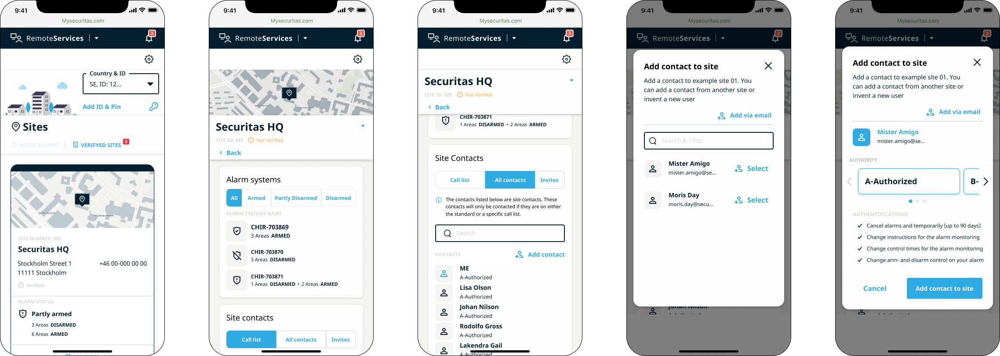 9:41
Mysecuritas.com
RemoteServices
2
Country & ID
SE, ID: 12...
Add ID & Pin
Sites
ACTIVE ALARMS
VERIFYED SITES
8
SITE NUMBER: 885
Securitas HQ
Stockholm Street 1
+46 00-000 00 00
11111 Stockholm
Verified
ALARM STATUS
Partly armed
3 Areas DISARMED
6 Areas ARMED
9:41
Mysecuritas.com
RemoteServices
2
Securitas HQ
SITE ID: 885
Not Verified
Back
Alarm systems
All
Armed
Partly Disarmed
Disarmed
ALARM SYSTEMS NAME
CHIR-703869
3 Areas ARMED
CHIR-703870
3 Areas DISARMED
CHIR-703871
1 Areas DISARMED • 2 Areas ARMED
Site contacts
Call list
All contacts
Invites
9:41
Mysecuritas.com
RemoteServices
2
Securitas HQ
SITE ID: 885
Not Verified
Back
CHIR-703871
1 Areas DISARMED • 2 Areas ARMED
Site Contacts
Call list
All contacts
Invites
The contacts listed below are site contacts. These
contacts will only be contacted if they are on either
the standard or a specific call list.
Search
CONTACTS
Add contact
ME
A-Authorized
Lisa Olson
A-Authorized
Johan Nilson
A-Authorized
Rodolfo Gross
A-Authorized
Lakendra Gail
A-Authorized
9:41
Mysecuritas.com
RemoteServices
2
Add contact to site
Add a contact to example site 01. You
can add a contact from another site or
invent a new user
Add via email
Search & Filter
Mister Amigo
mister.amigo@se...
Select
Moris Day
moris.day@secu...
Select
Johan Nilson
A-Authorized
9:41
Mysecuritas.com
RemoteServices
2
Add contact to site
Add a contact to example site 01. You
can add a contact from another site or
invent a new user
Add via email
Mister Amigo
mister.amigo@se...
AUTHORITY
A-Authorized
B-
AUTHENTIFICATIONS
Cancel alarms and temporarily (up to 90 days)
Change instructions for the alarm monitoring
Change control times for the alarm monitoring
Change arm- and disarm control on your alarm
Cancel
Add contact to site